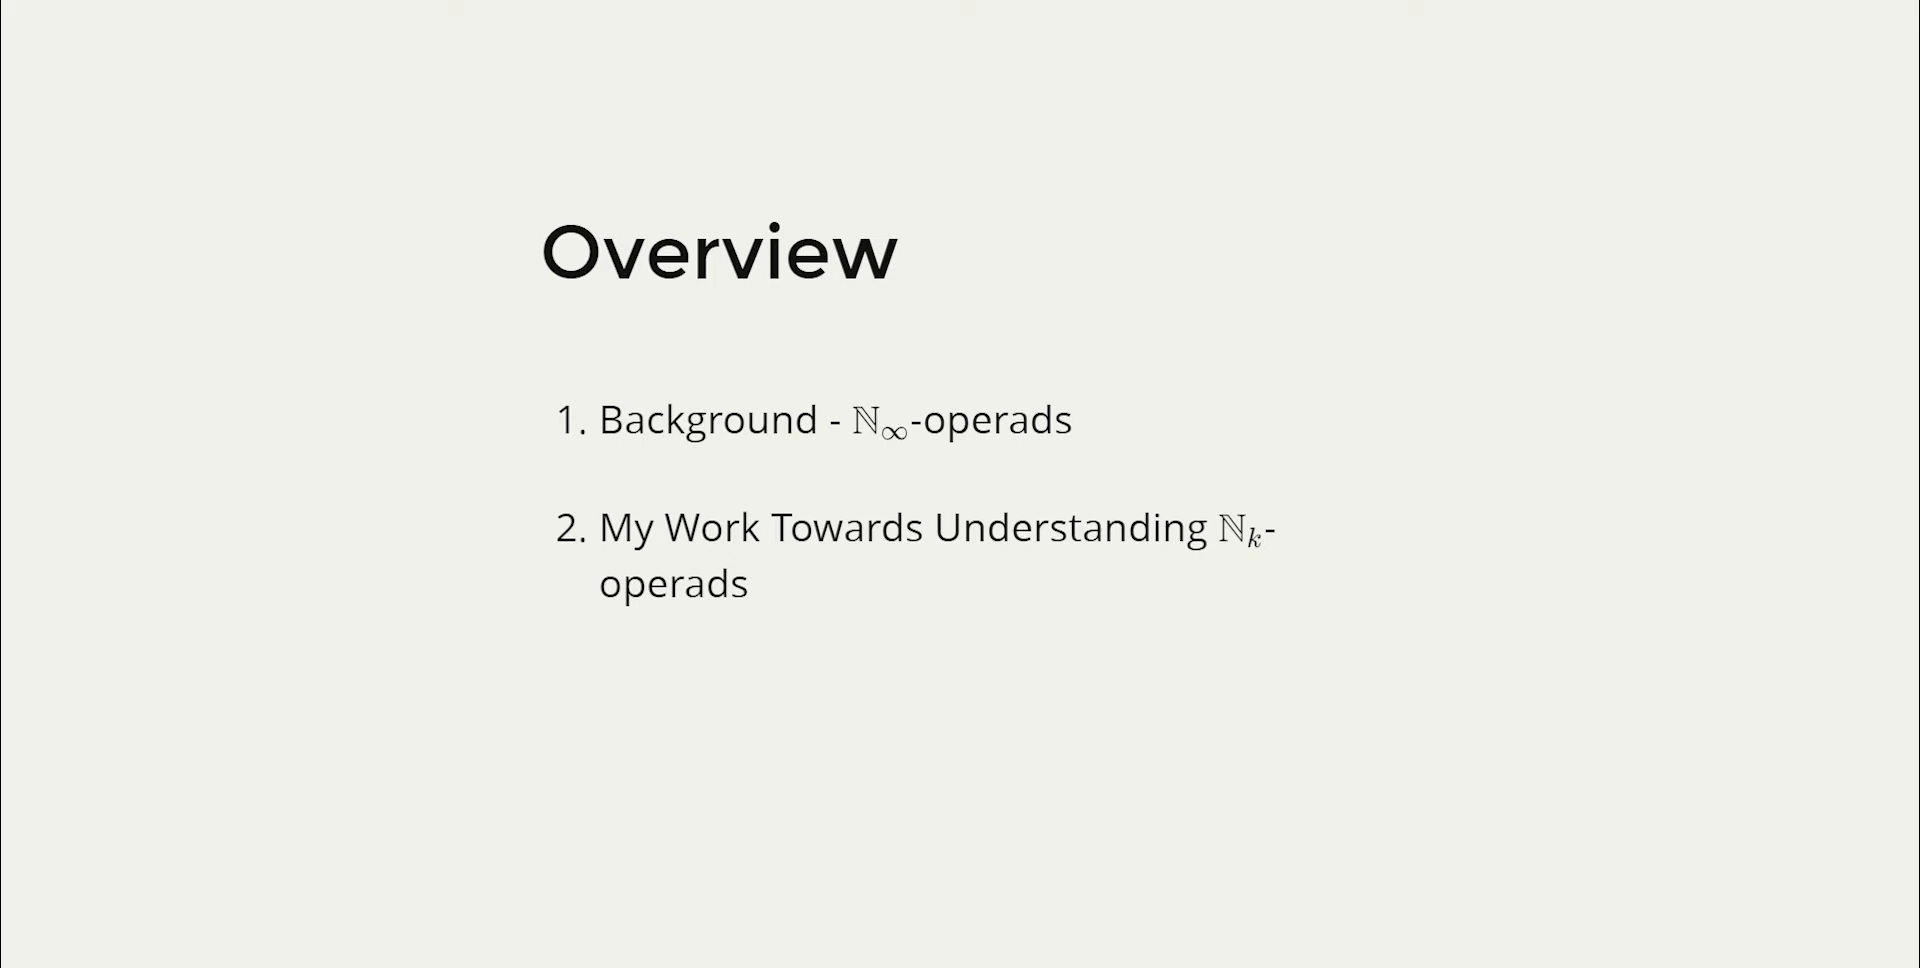 Overview
1. Background - ℕ∞-operads
2. My Work Towards Understanding ℕₖ-
operads